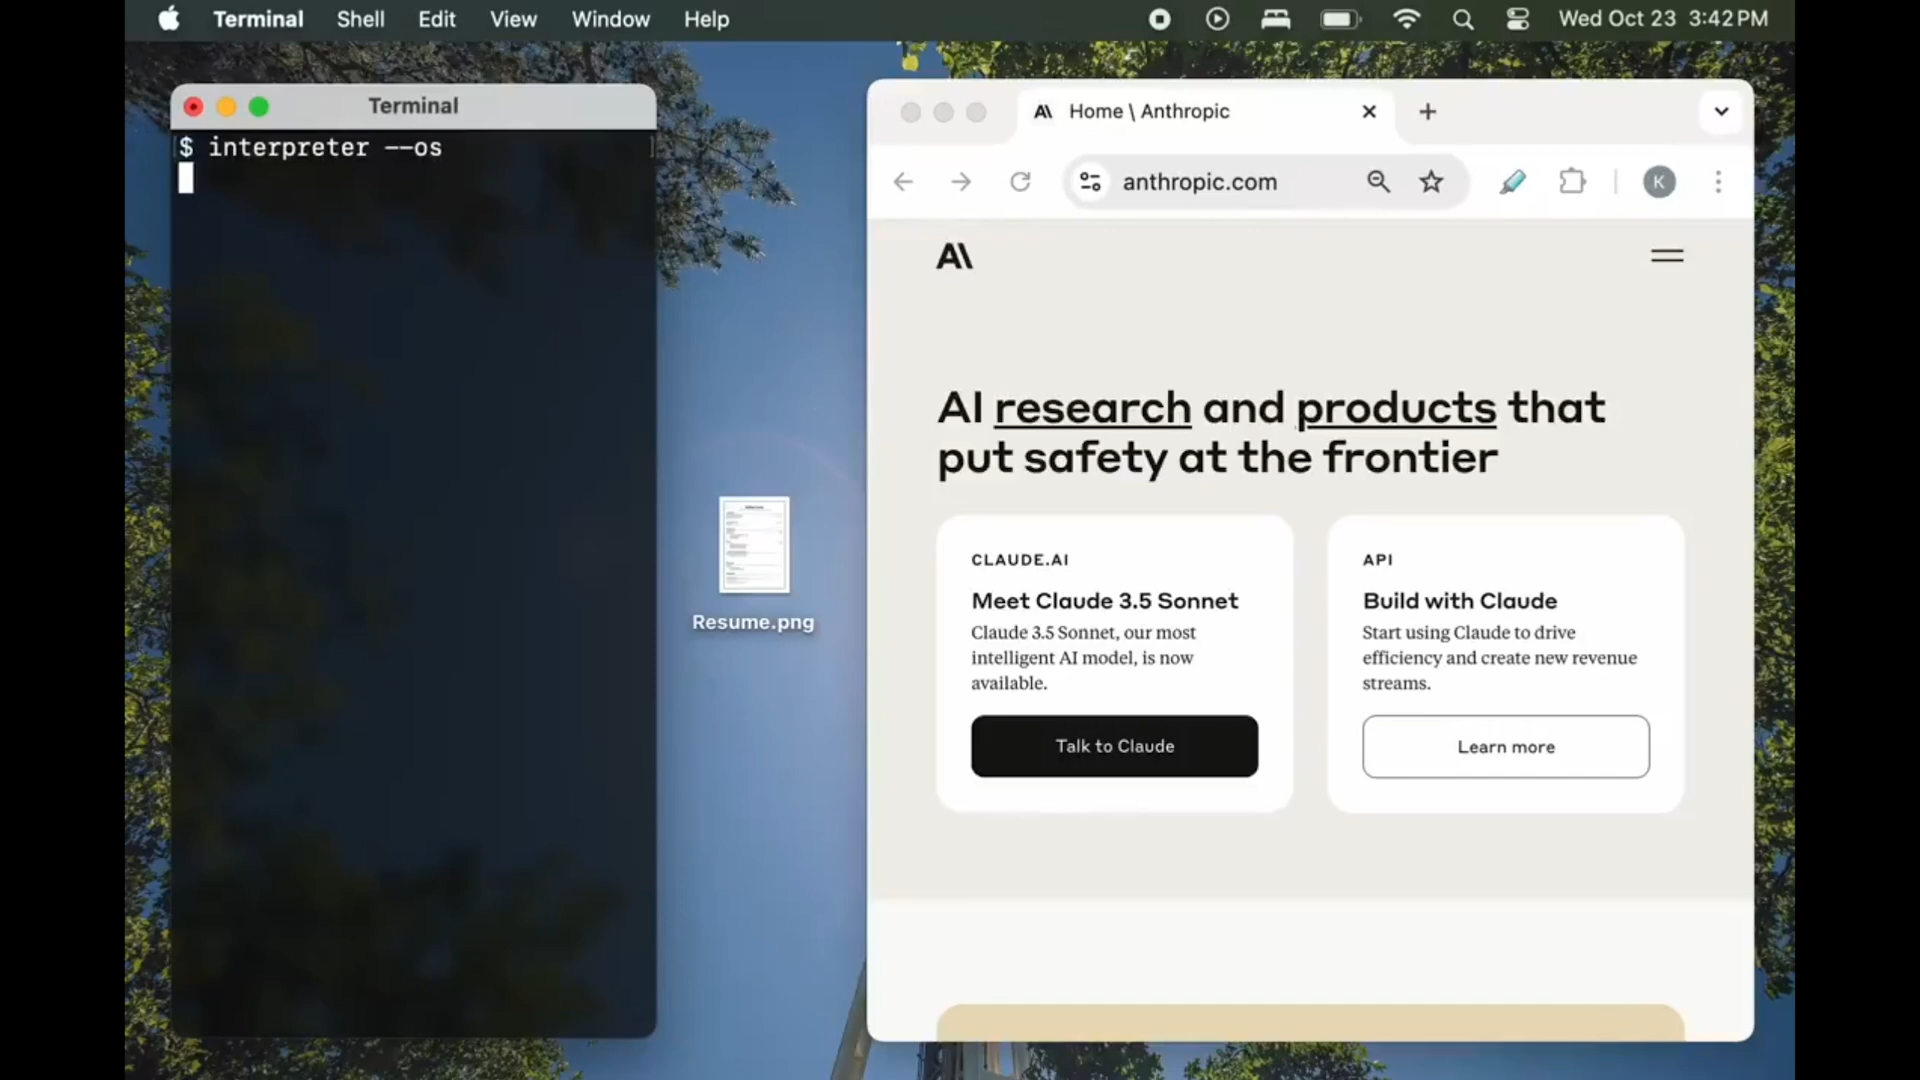 Terminal Shell Edit View Window Help Wed Oct 23 3:42 PM
Terminal
$ interpreter --os
Resume.png
Home \ Anthropic
anthropic.com
K
AI research and products that
put safety at the frontier
CLAUDE.AI
Meet Claude 3.5 Sonnet
Claude 3.5 Sonnet, our most
intelligent AI model, is now
available.
Talk to Claude
API
Build with Claude
Start using Claude to drive
efficiency and create new revenue
streams.
Learn more